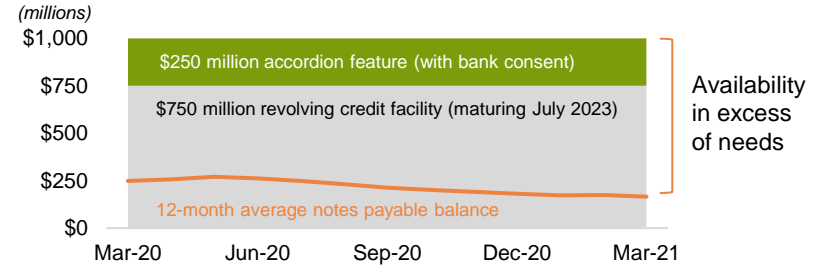 (millions)
$1,000
$250 million accordion feature (with bank consent)
$750
$750 million revolving credit facility (maturing July 2023)
Availability
in excess
of needs
$500
$250
12-month average notes payable balance
$0
Mar-20 Jun-20 Sep-20 Dec-20 Mar-21